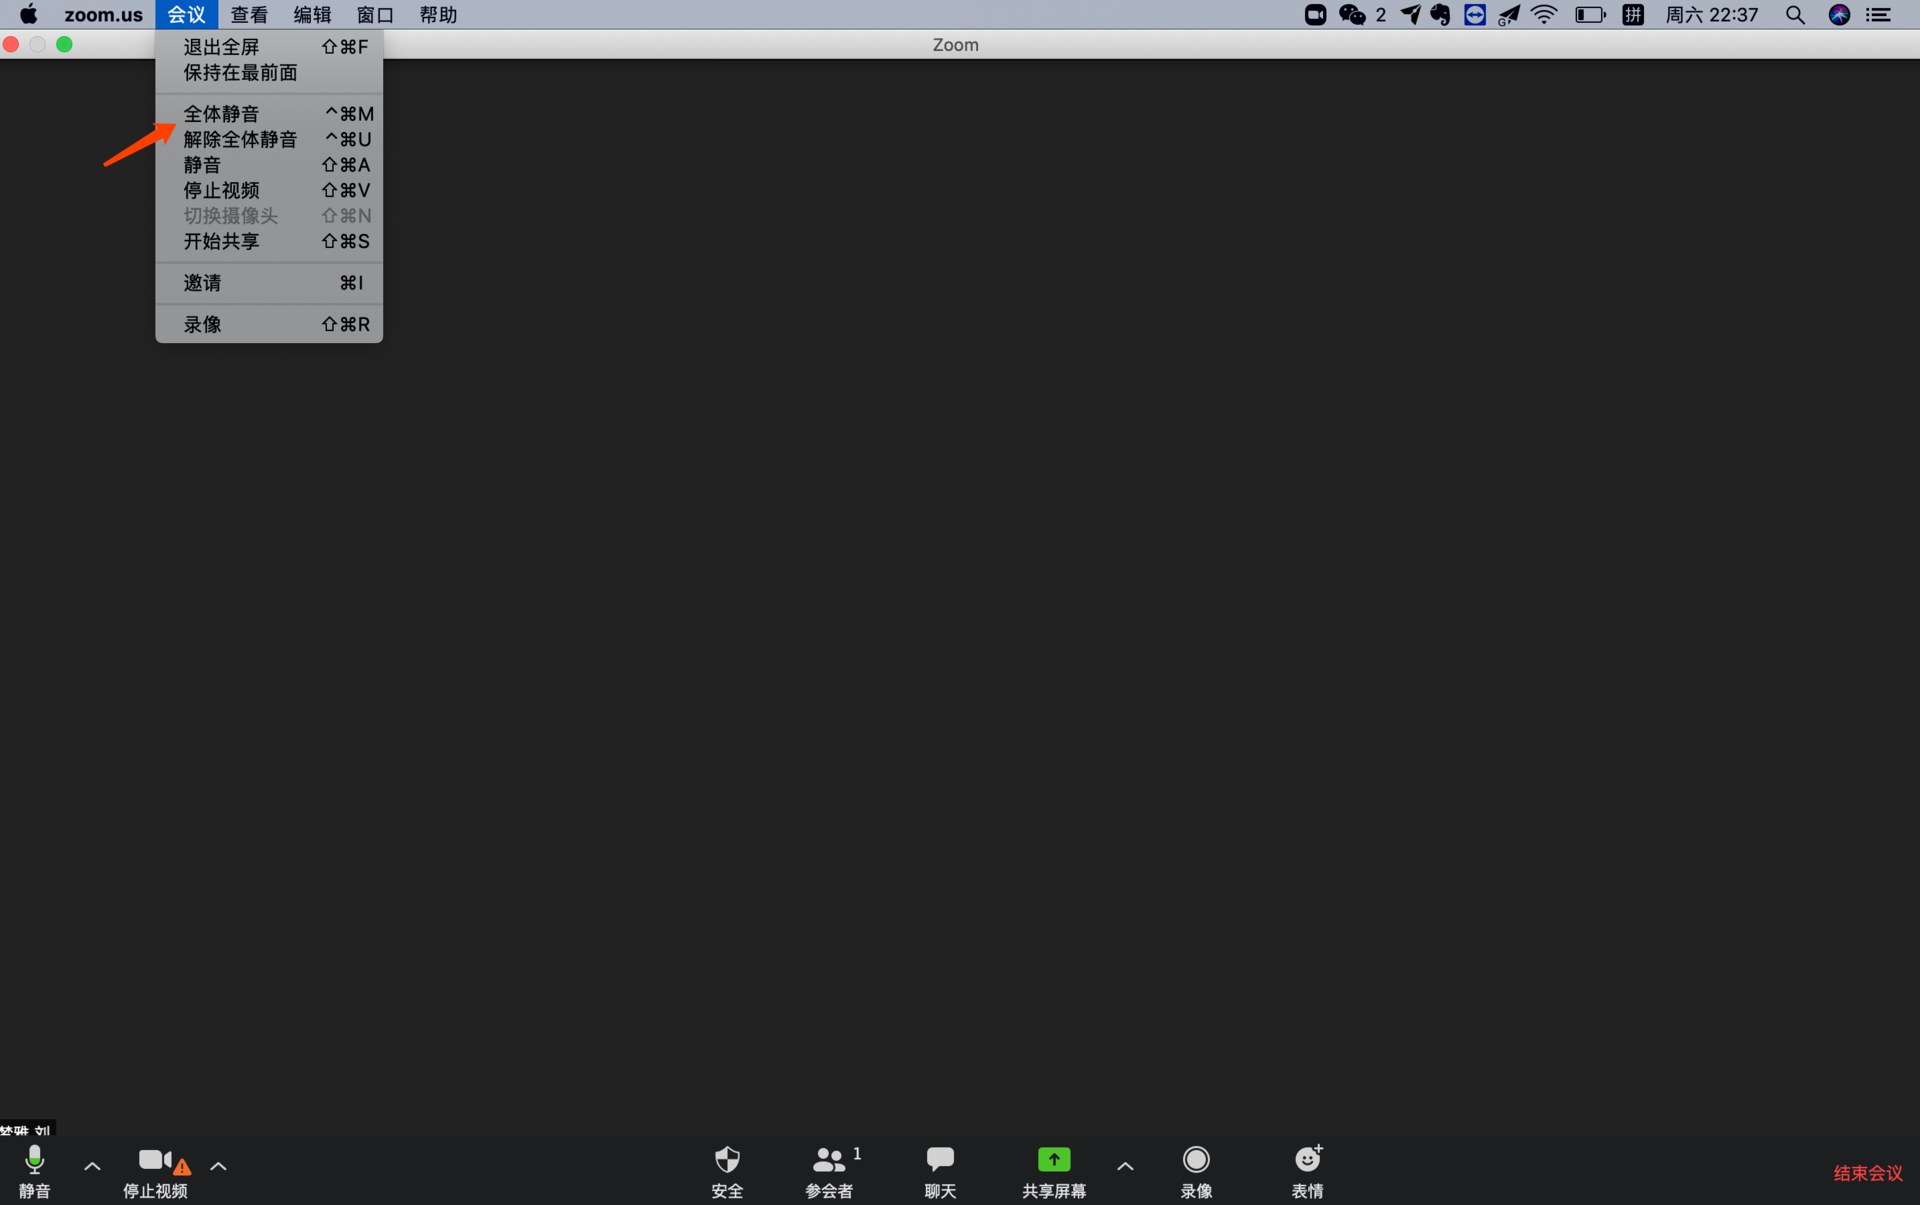 zoom.us 会议 查看 编辑 窗口 帮助 2 拼 周六 22:37
Zoom
退出全屏 ⇧⌘F
保持在最前面
全体静音 ^⌘M
解除全体静音 ^⌘U
静音 ⇧⌘A
停止视频 ⇧⌘V
切换摄像头 ⇧⌘N
开始共享 ⇧⌘S
邀请 ⌘I
录像 ⇧⌘R
梦雅 刘
静音 停止视频 安全 参会者 1 聊天 共享屏幕 录像 表情 结束会议